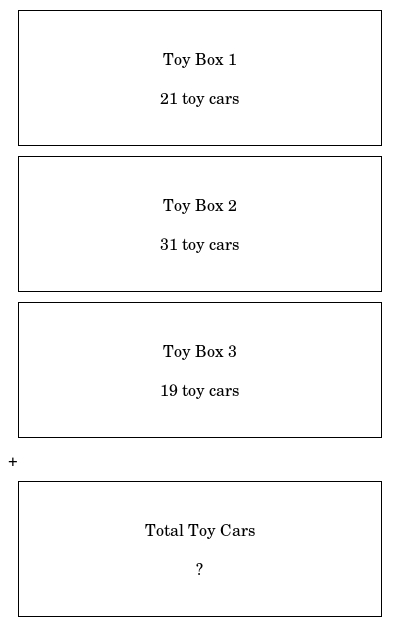 Toy Box 1
21 toy cars
Toy Box 2
31 toy cars
Toy Box 3
19 toy cars
+
Total Toy Cars
?